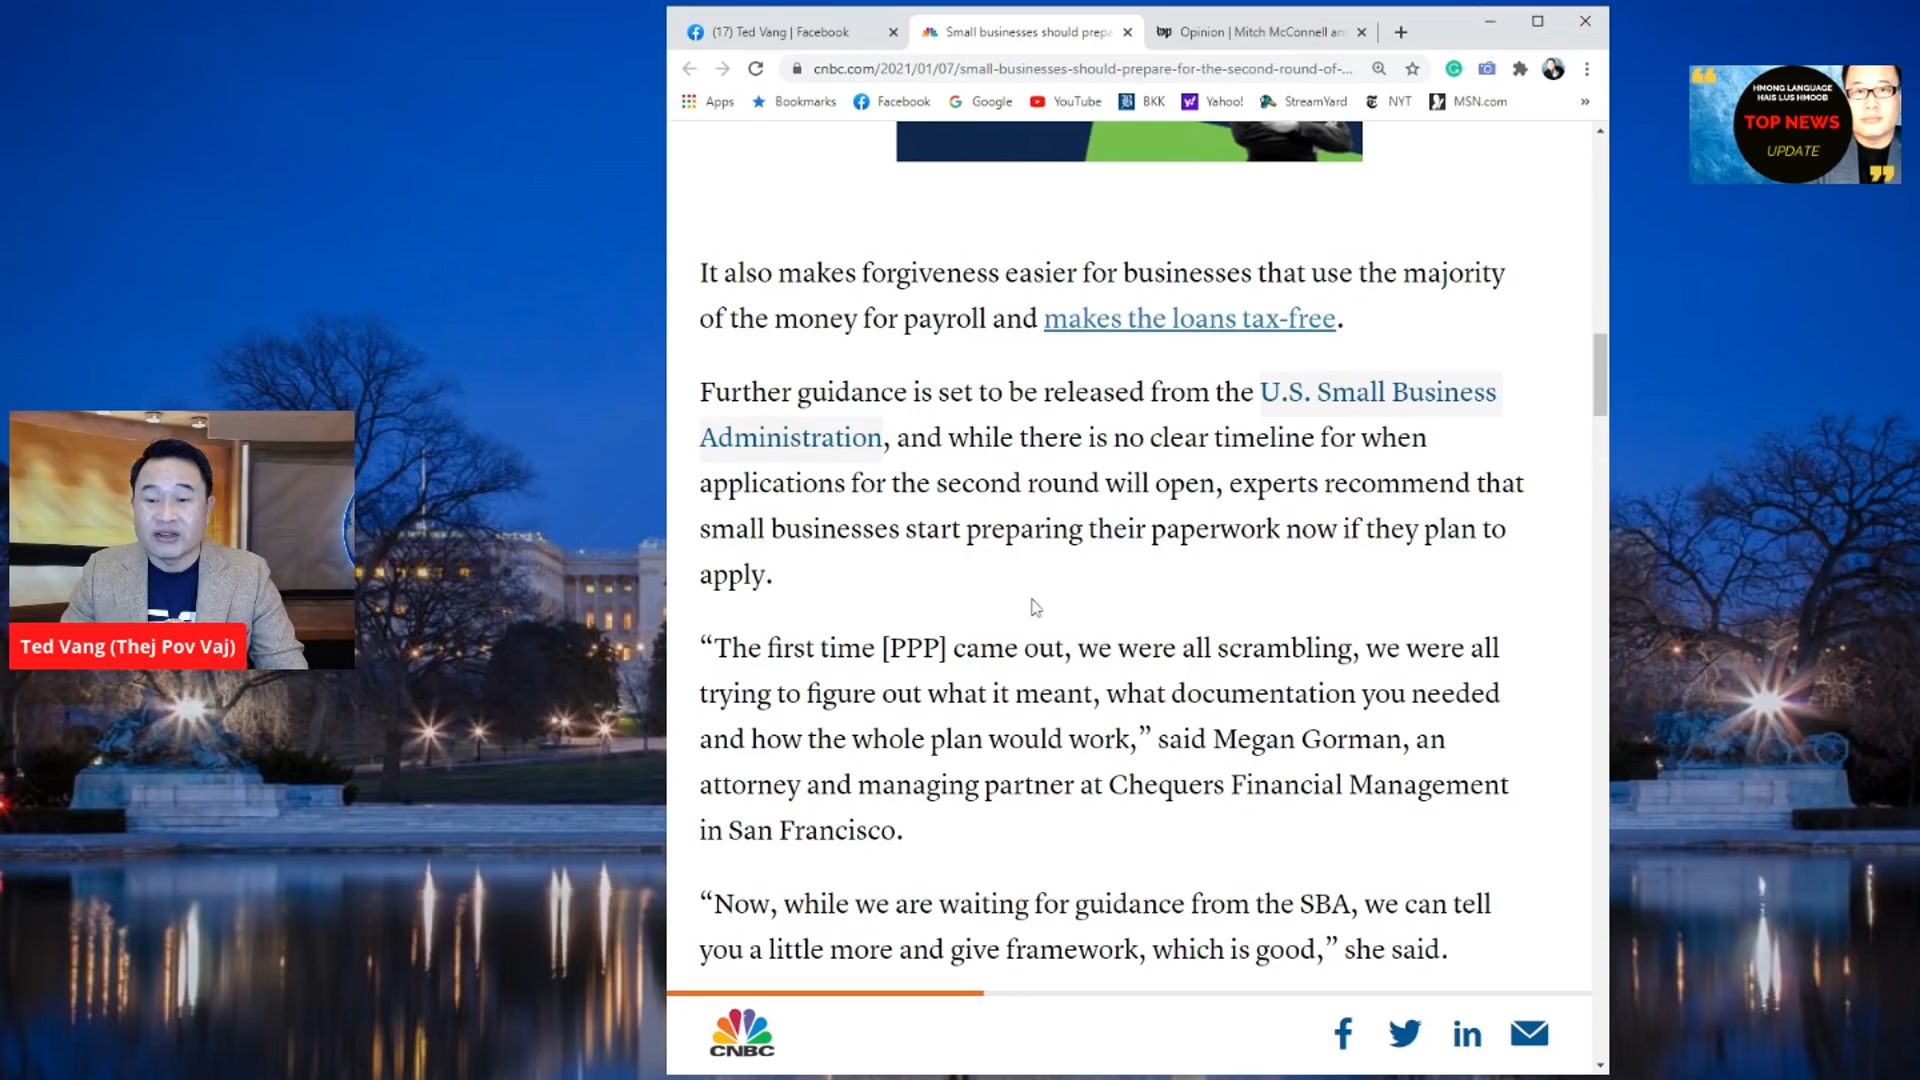 (17) Ted Vang | Facebook
Small businesses should prepa
Opinion | Mitch McConnell an
cnbc.com/2021/01/07/small-businesses-should-prepare-for-the-second-round-of-...
Apps
Bookmarks
Facebook
Google
YouTube
BKK
Yahoo!
StreamYard
NYT
MSN.com
»
HMONG LANGUAGE
HAIS LUS HMOOB
TOP NEWS
UPDATE
It also makes forgiveness easier for businesses that use the majority
of the money for payroll and makes the loans tax-free.
Further guidance is set to be released from the U.S. Small Business
Administration, and while there is no clear timeline for when
applications for the second round will open, experts recommend that
small businesses start preparing their paperwork now if they plan to
apply.
“The first time [PPP] came out, we were all scrambling, we were all
trying to figure out what it meant, what documentation you needed
and how the whole plan would work,” said Megan Gorman, an
attorney and managing partner at Chequers Financial Management
in San Francisco.
“Now, while we are waiting for guidance from the SBA, we can tell
you a little more and give framework, which is good,” she said.
Ted Vang (Thej Pov Vaj)
CNBC